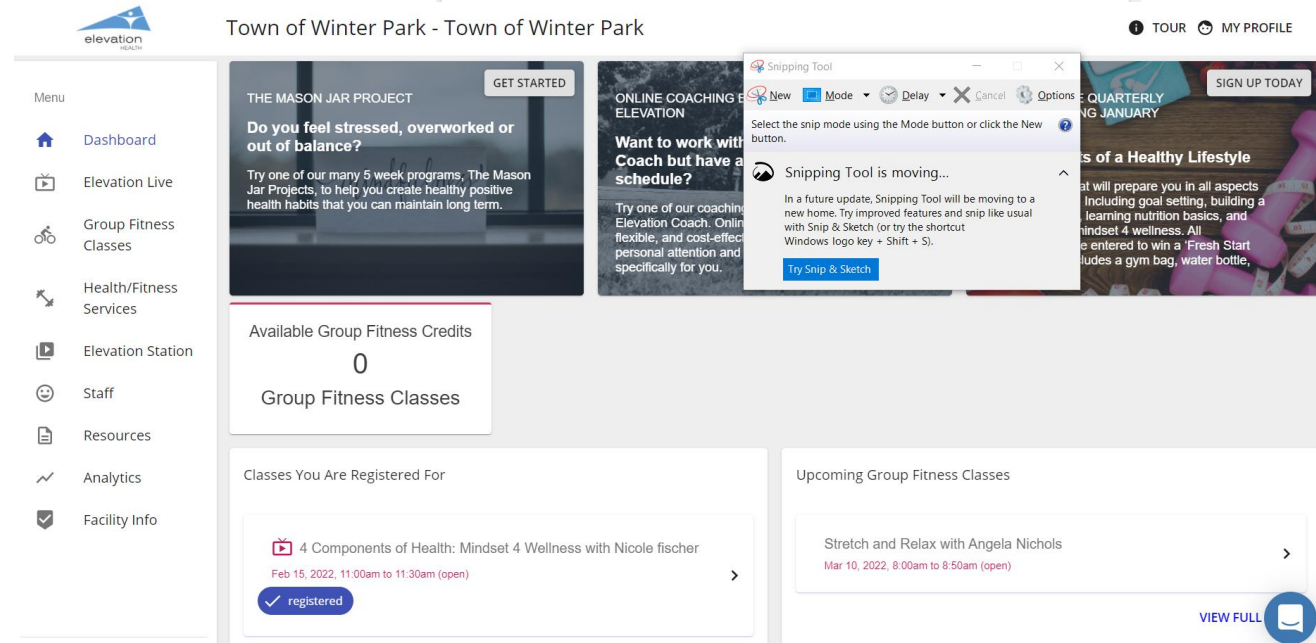 elevation
HEALTH
Town of Winter Park - Town of Winter Park
TOUR
MY PROFILE
Menu
Dashboard
Elevation Live
Group Fitness
Classes
Health/Fitness
Services
Elevation Station
Staff
Resources
Analytics
Facility Info
GET STARTED
THE MASON JAR PROJECT
Do you feel stressed, overworked or
out of balance?
Try one of our many 5 week programs, The Mason
Jar Projects, to help you create healthy positive
health habits that you can maintain long term.
ONLINE COACHING
ELEVATION
Want to work with
Coach but have a
schedule?
Try one of our coaching
Elevation Coach.
flexible, and
personal attention and
specifically for you.
Snipping Tool
New Mode Delay Cancel Options
Select the snip mode using the Mode button or click the New
button.
Snipping Tool is moving...
In a future update, Snipping Tool will be moving to a
new home. Try improved features and snip like usual
with Snip & Sketch (or try the shortcut
Windows logo key + Shift + S).
Try Snip & Sketch
SIGN UP TODAY
QUARTERLY
JANUARY
of a Healthy Lifestyle
will prepare you in all aspects
Including goal setting, building a
learning nutrition basics, and
mindset 4 wellness. All
entered to win a 'Fresh Start
a gym bag, water bottle,
Available Group Fitness Credits
0
Group Fitness Classes
Classes You Are Registered For
4 Components of Health: Mindset 4 Wellness with Nicole fischer
Feb 15, 2022, 11:00am to 11:30am (open)
registered
Upcoming Group Fitness Classes
Stretch and Relax with Angela Nichols
Mar 10, 2022, 8:00am to 8:50am (open)
VIEW FULL